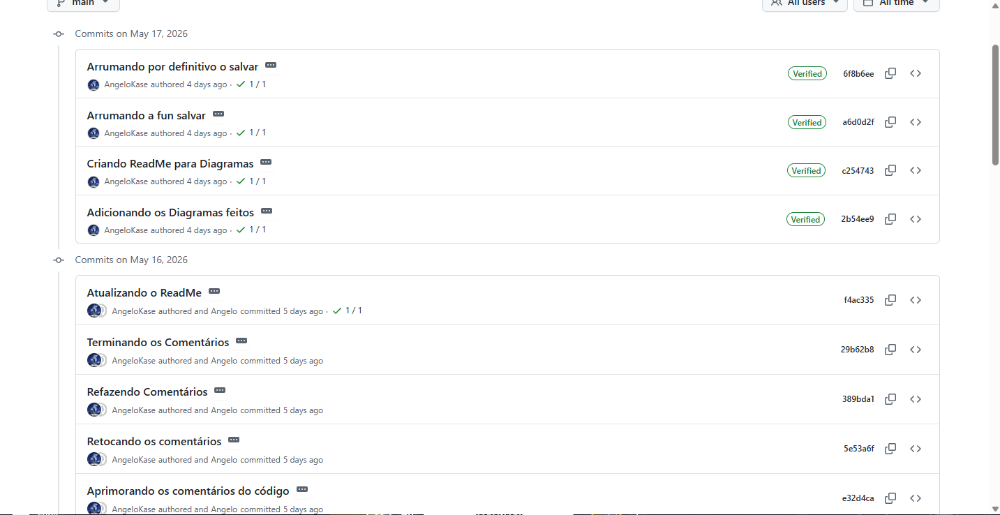 main
All users
All time
Commits on May 17, 2026
Arrumando por definitivo o salvar
AngeloKase authored 4 days ago · 1 / 1
Verified
6f8b6ee
Arrumando a fun salvar
AngeloKase authored 4 days ago · 1 / 1
Verified
a6d0d2f
Criando ReadMe para Diagramas
AngeloKase authored 4 days ago · 1 / 1
Verified
c254743
Adicionando os Diagramas feitos
AngeloKase authored 4 days ago · 1 / 1
Verified
2b54ee9
Commits on May 16, 2026
Atualizando o ReadMe
AngeloKase authored and Angelo committed 5 days ago · 1 / 1
f4ac335
Terminando os Comentários
AngeloKase authored and Angelo committed 5 days ago
29b62b8
Refazendo Comentários
AngeloKase authored and Angelo committed 5 days ago
389bda1
Retocando os comentários
AngeloKase authored and Angelo committed 5 days ago
5e53a6f
Aprimorando os comentários do código
AngeloKase authored and Angelo committed 5 days ago
e32d4ca